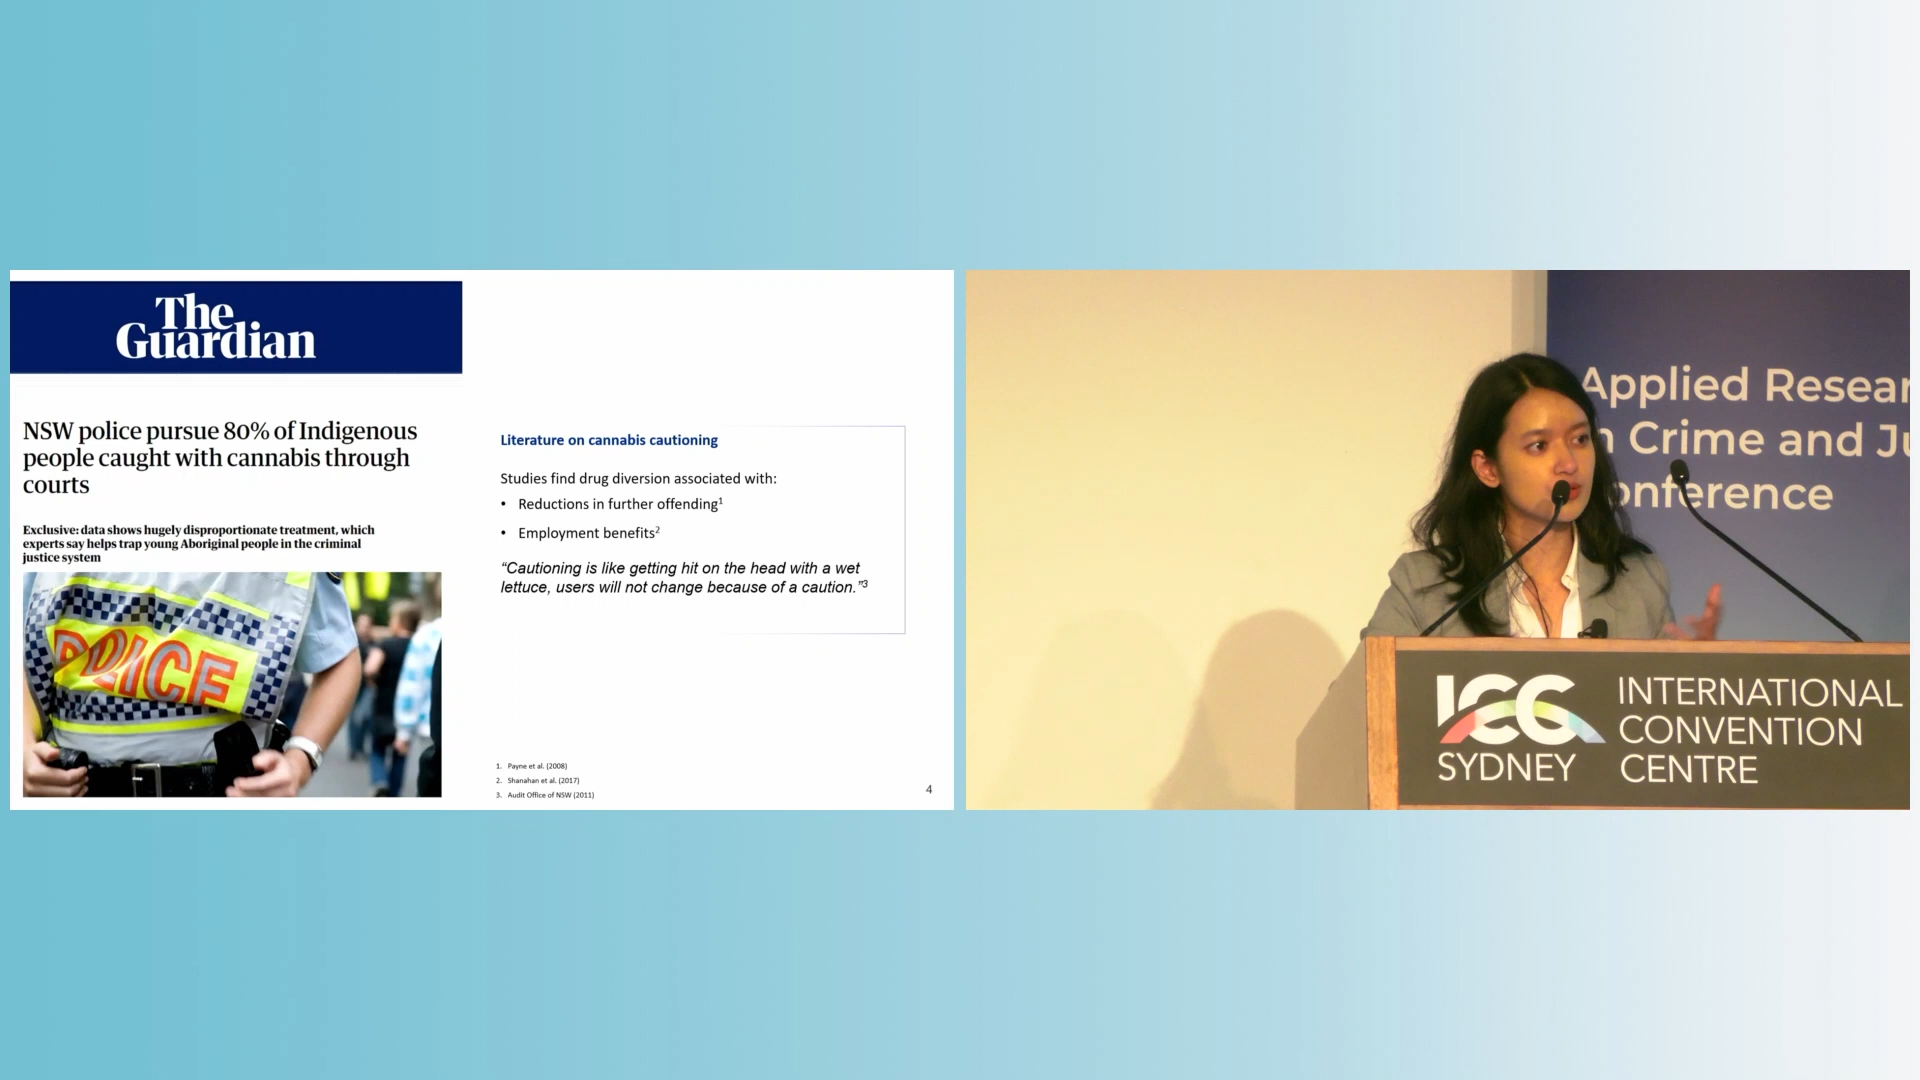 The
Guardian
NSW police pursue 80% of Indigenous
people caught with cannabis through
courts
Exclusive: data shows hugely disproportionate treatment, which
experts say helps trap young Aboriginal people in the criminal
justice system
POLICE
Literature on cannabis cautioning
Studies find drug diversion associated with:
• Reductions in further offending1
• Employment benefits2
“Cautioning is like getting hit on the head with a wet
lettuce, users will not change because of a caution.”3
1. Payne et al. (2008)
2. Shanahan et al. (2017)
3. Audit Office of NSW (2011)
4
Applied Resear
n Crime and Ju
onference
ICC
SYDNEY
INTERNATIONAL
CONVENTION
CENTRE